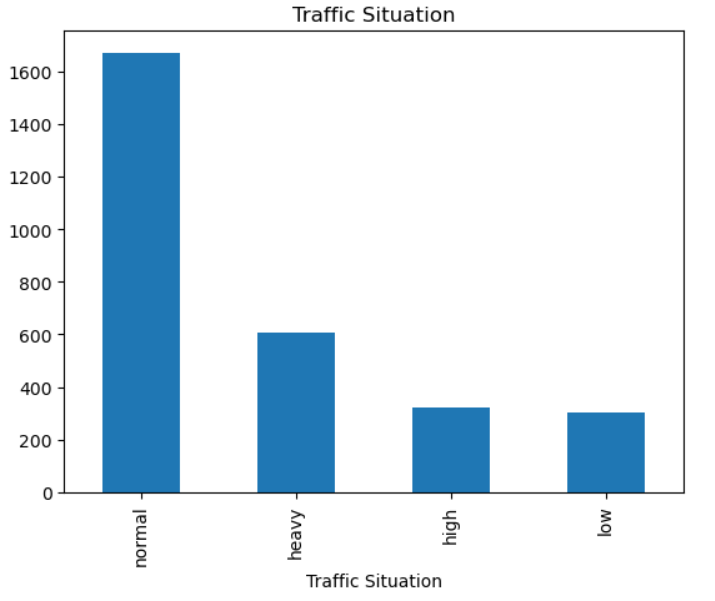 Traffic Situation
1600
1400
1200
1000
800
600
400
200
0
normal
heavy
high
low
Traffic Situation